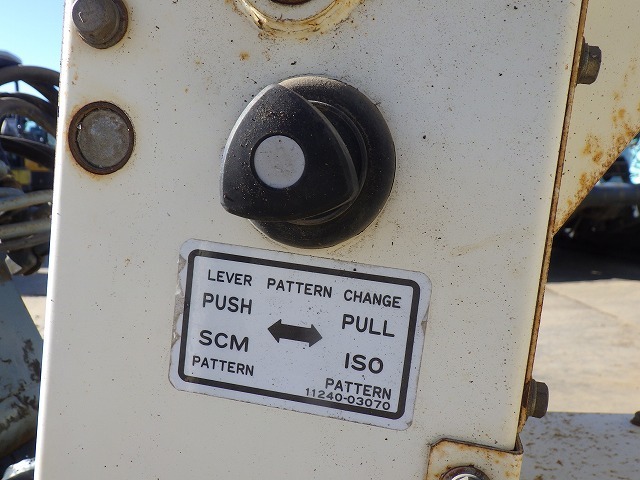 LEVER PATTERN CHANGE
PUSH PULL
SCM ISO
PATTERN PATTERN
11240-03070